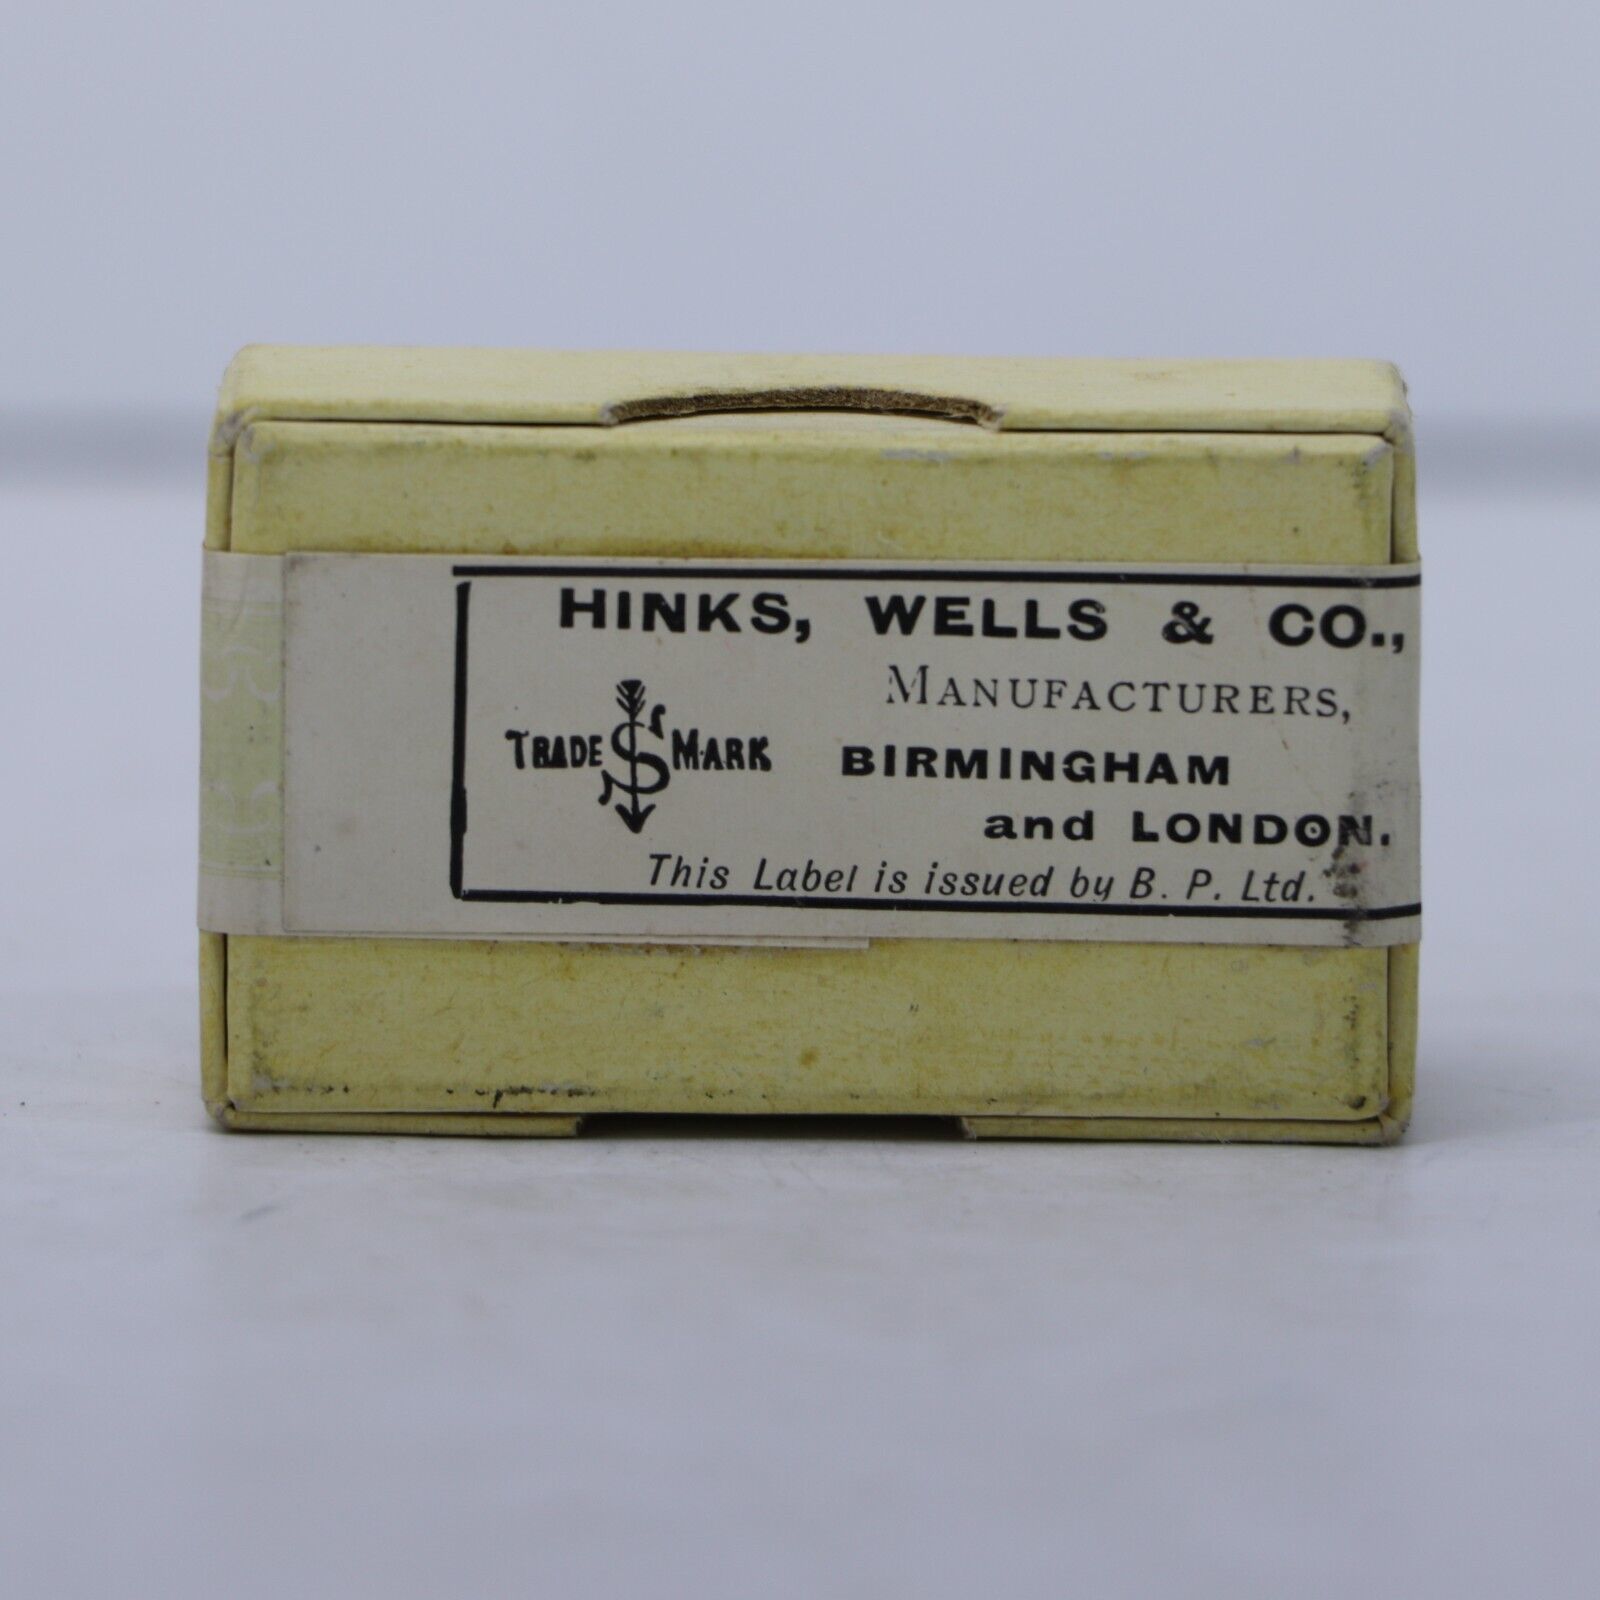 HINKS, WELLS & CO.,
MANUFACTURERS,
TRADE S MARK
BIRMINGHAM
and LONDON.
This Label is issued by B. P. Ltd.